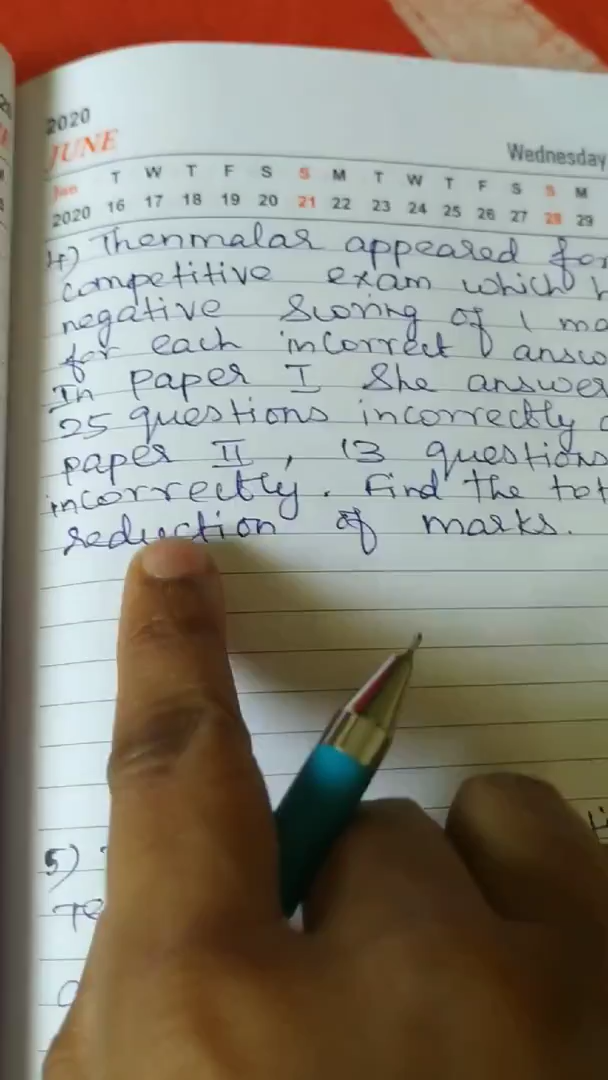 2020
JUNE
Wednesday
Jun T W T F S S M T W T F S S M
2020 16 17 18 19 20 21 22 23 24 25 26 27 28 29
4) Thenmalar appeared for
competitive exam which
negative scoring of 1
for each incorrect
In paper I She
25 questions incorrectly
paper II, 13 questions
incorrectly. Find the
reduction of marks.
5)